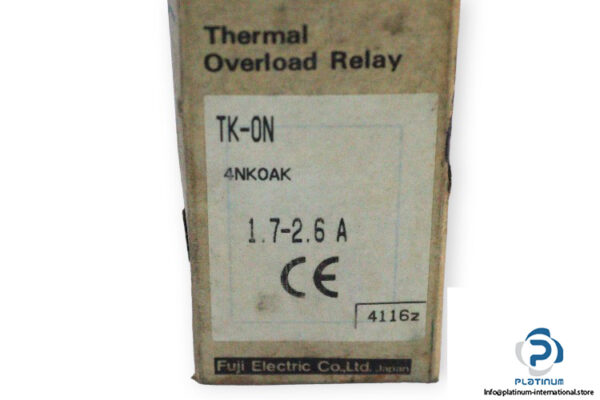 Thermal
Overload Relay
TK-0N
4NK0AK
1.7-2.6 A
CE
4116z
Fuji Electric Co.,Ltd. Japan
PLATINUM
Info@platinum-international.store